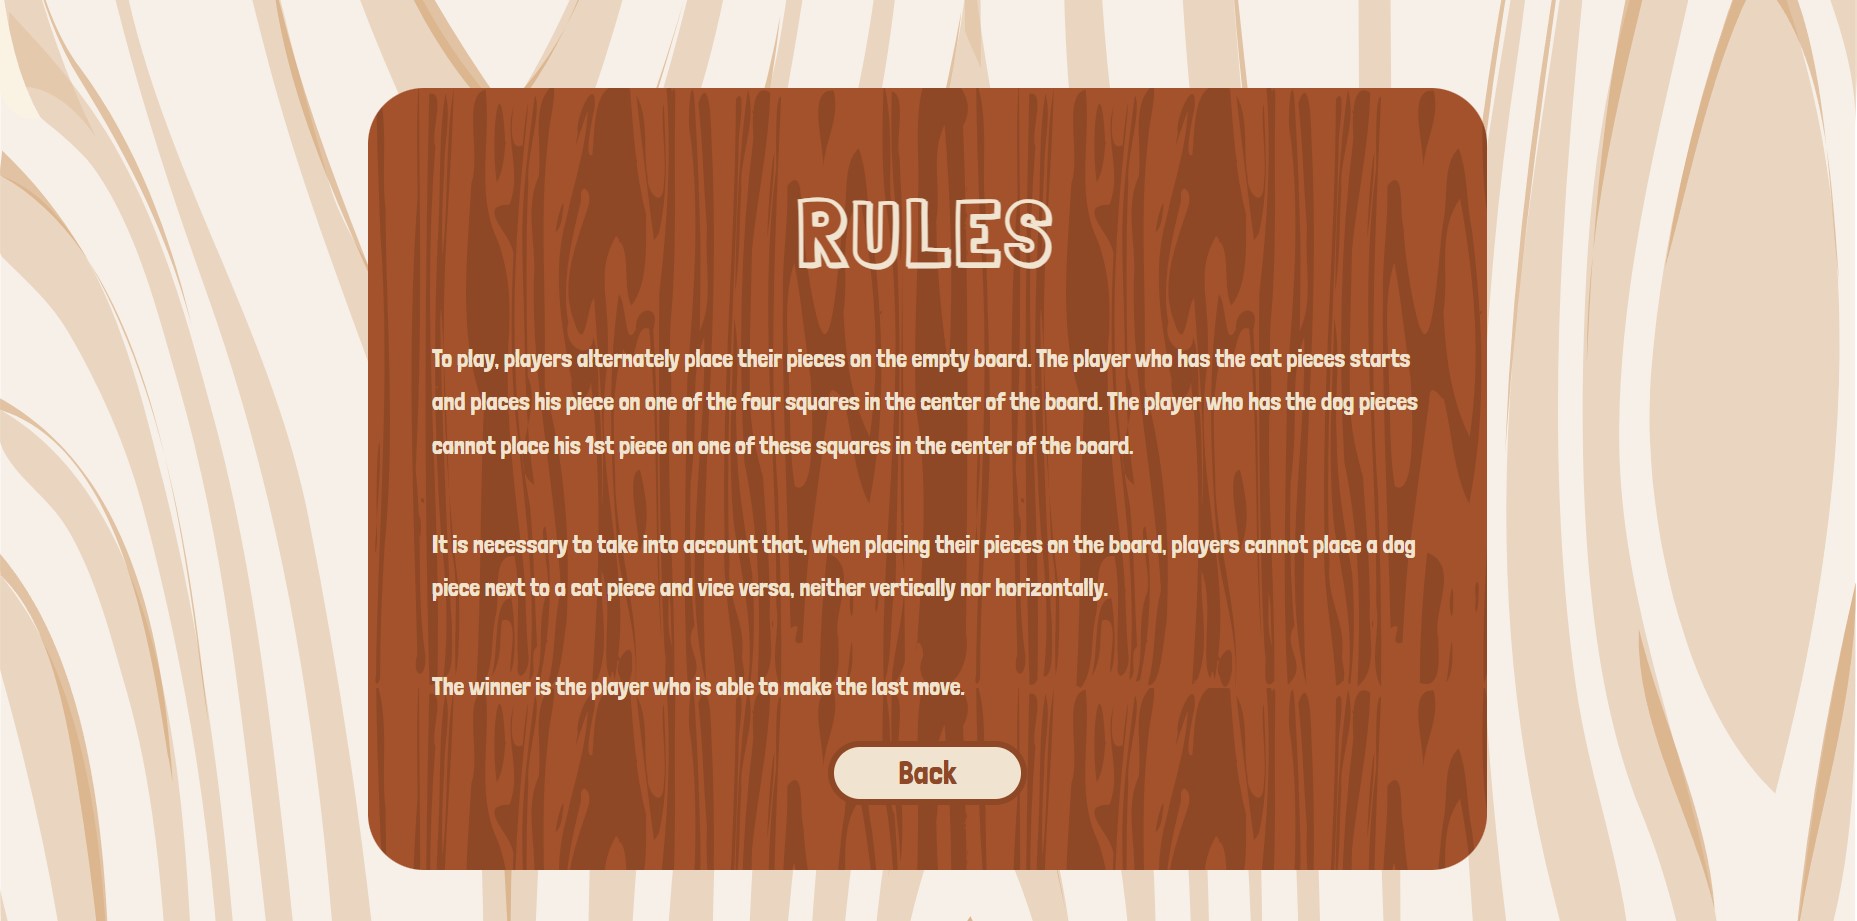 RULES
To play, players alternately place their pieces on the empty board. The player who has the cat pieces starts
and places his piece on one of the four squares in the center of the board. The player who has the dog pieces
cannot place his 1st piece on one of these squares in the center of the board.
It is necessary to take into account that, when placing their pieces on the board, players cannot place a dog
piece next to a cat piece and vice versa, neither vertically nor horizontally.
The winner is the player who is able to make the last move.
Back